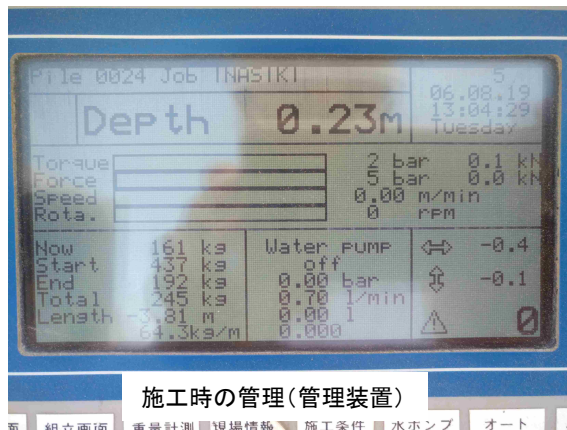 Pile 0024 Job INASIKI
5
06.08.19
13:04:29
Tuesday
Depth 0.23m
Torque 2 bar 0.1 kN
Force 5 bar 0.0 kN
Speed 0.00 m/min
Rota. 0 rpm
Now 161 kg
Start 437 kg
End 192 kg
Total 245 kg
Length -3.81 m
64.3kg/m
Water pump
off
0.00 bar
0.70 l/min
0.00 l
0.000
-0.4
-0.1
0
施工時の管理(管理装置)
面 組立画面 重量計測 現場情報 施工条件 水ポンプ オート